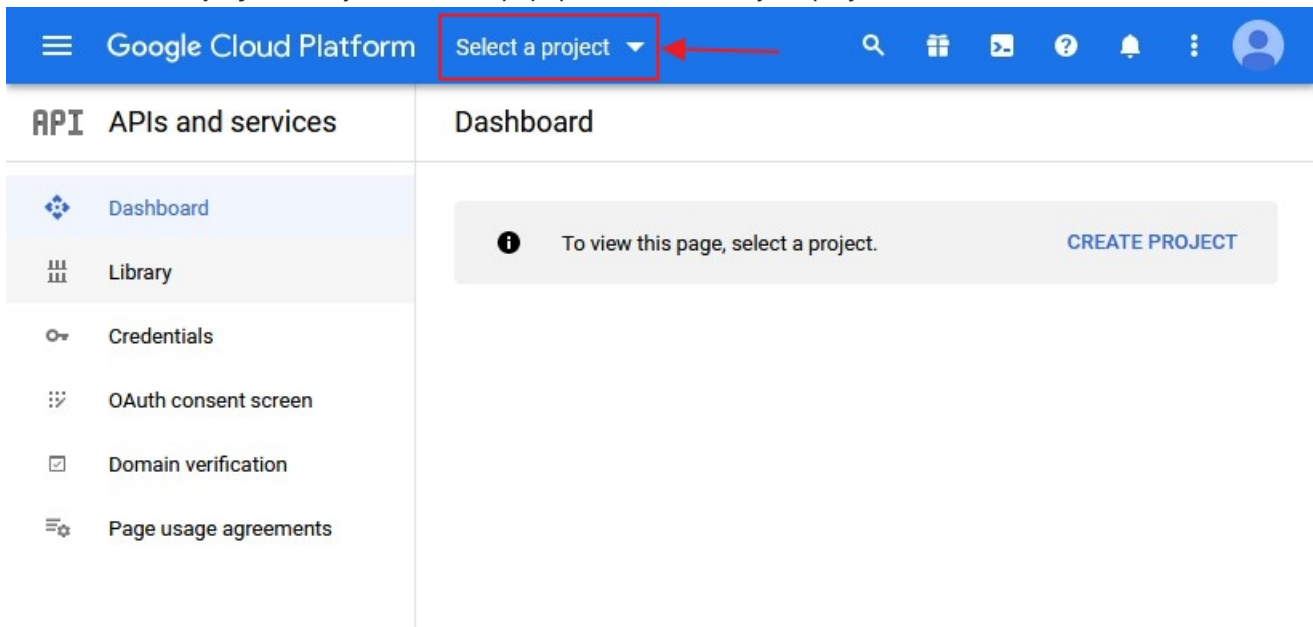 Google Cloud Platform Select a project
API APIs and services Dashboard
Dashboard
To view this page, select a project. CREATE PROJECT
Library
Credentials
OAuth consent screen
Domain verification
Page usage agreements